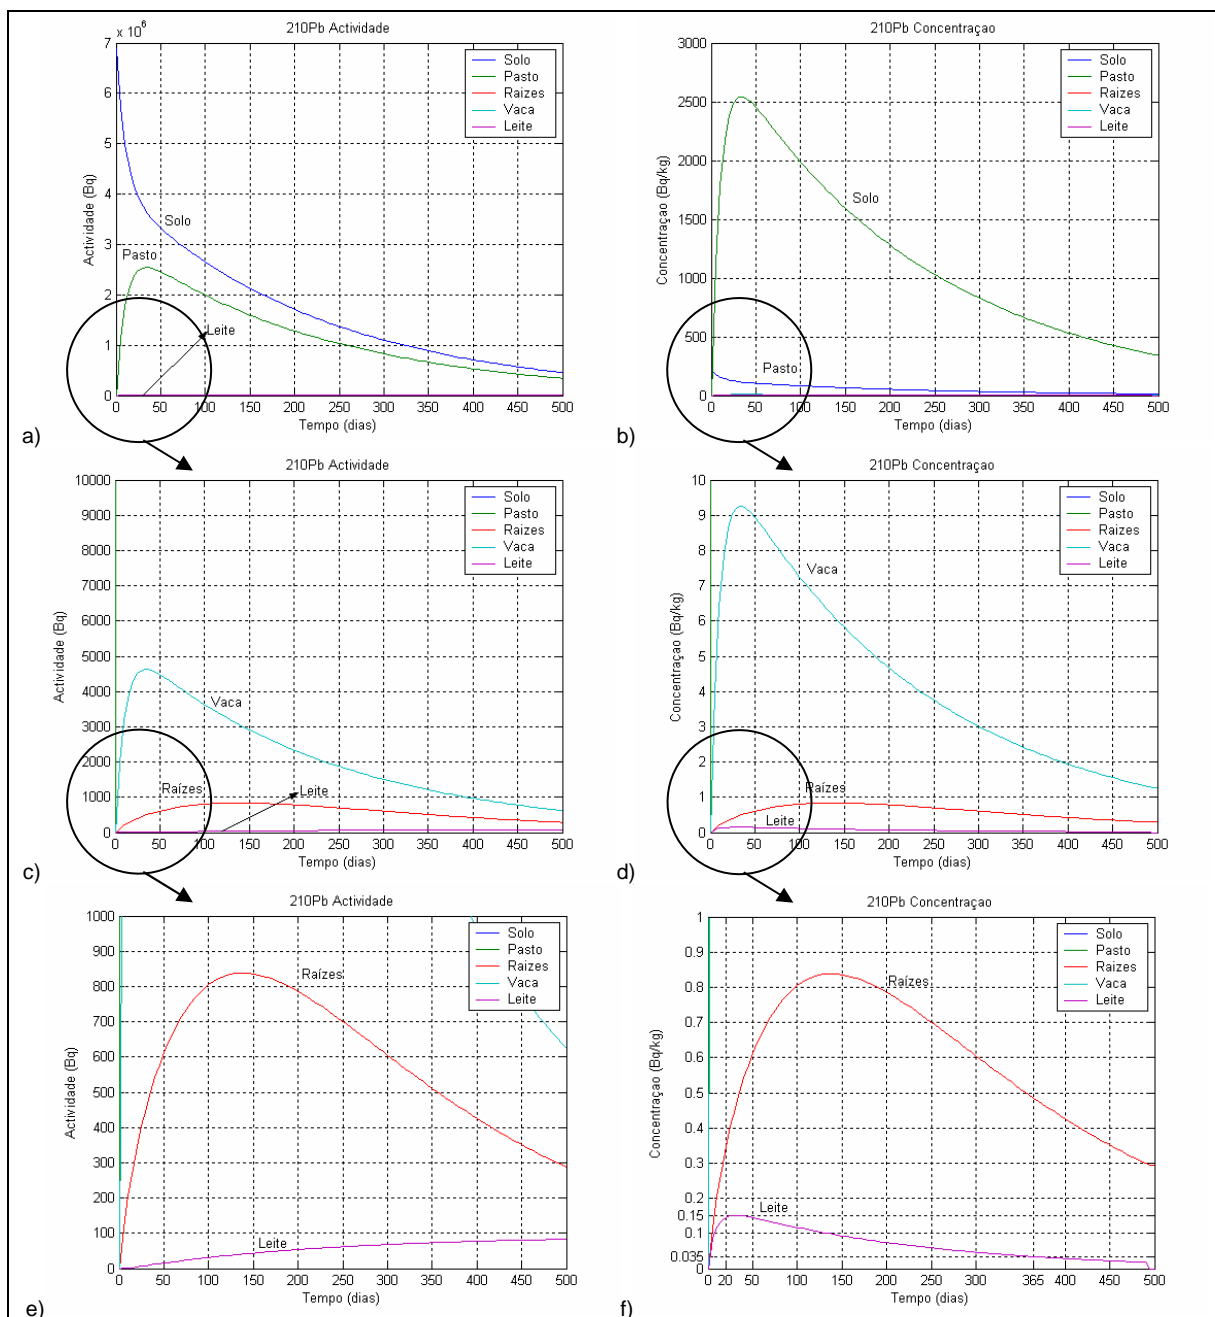 210Pb Actividade
x 10^6
7
6
5
4
3
2
1
0
Actividade (Bq)
Solo
Pasto
Raizes
Vaca
Leite
Solo
Pasto
Leite
0 50 100 150 200 250 300 350 400 450 500
Tempo (dias)
a)
210Pb Concentraçao
3000
2500
2000
1500
1000
500
0
Concentraçao (Bq/kg)
Solo
Pasto
Raizes
Vaca
Leite
Solo
Pasto
0 50 100 150 200 250 300 350 400 450 500
Tempo (dias)
b)
210Pb Actividade
10000
9000
8000
7000
6000
5000
4000
3000
2000
1000
0
Actividade (Bq)
Solo
Pasto
Raizes
Vaca
Leite
Vaca
Raízes
Leite
0 50 100 150 200 250 300 350 400 450 500
Tempo (dias)
c)
210Pb Concentraçao
10
9
8
7
6
5
4
3
2
1
0
Concentraçao (Bq/kg)
Solo
Pasto
Raizes
Vaca
Leite
Vaca
Raízes
Leite
0 50 100 150 200 250 300 350 400 450 500
Tempo (dias)
d)
210Pb Actividade
1000
900
800
700
600
500
400
300
200
100
0
Actividade (Bq)
Solo
Pasto
Raizes
Vaca
Leite
Raízes
Leite
0 50 100 150 200 250 300 350 400 450 500
Tempo (dias)
e)
210Pb Concentraçao
1
0.9
0.8
0.7
0.6
0.5
0.4
0.3
0.2
0.15
0.1
0.035
0
Concentraçao (Bq/kg)
Solo
Pasto
Raizes
Vaca
Leite
Raízes
Leite
0 20 50 100 150 200 250 300 365 400 450 500
Tempo (dias)
f)